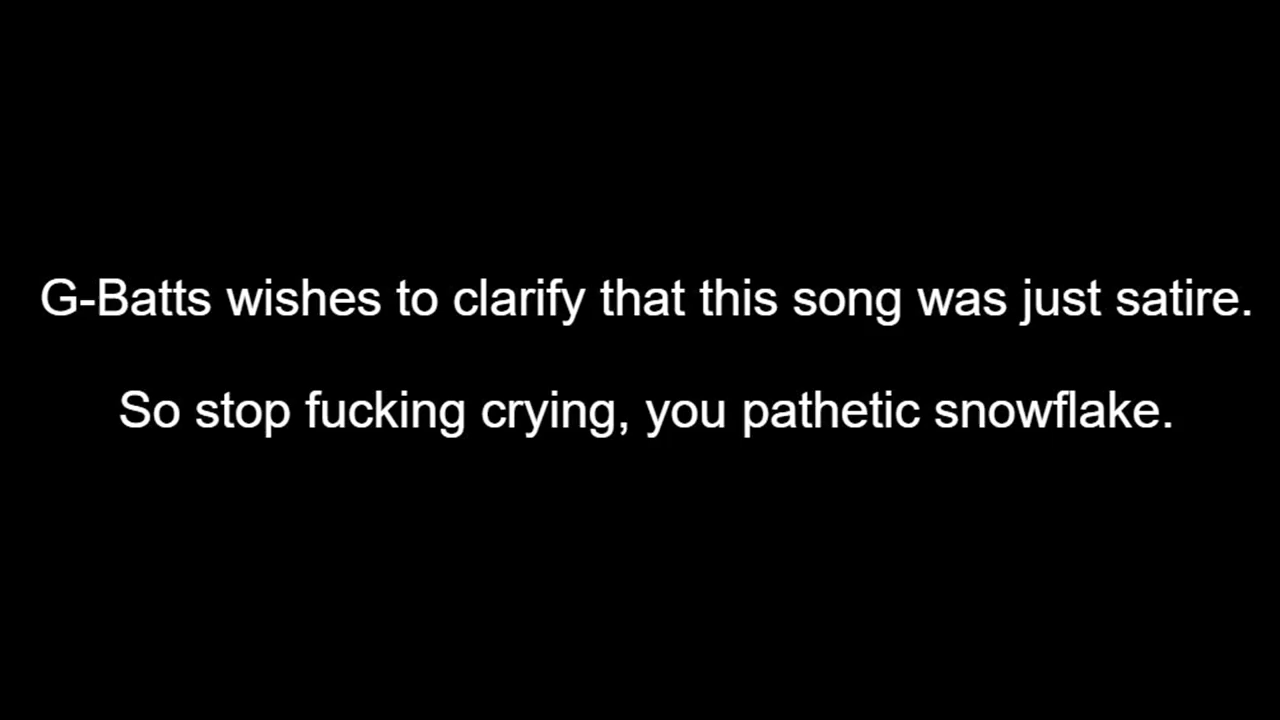 G-Batts wishes to clarify that this song was just satire.
So stop fucking crying, you pathetic snowflake.